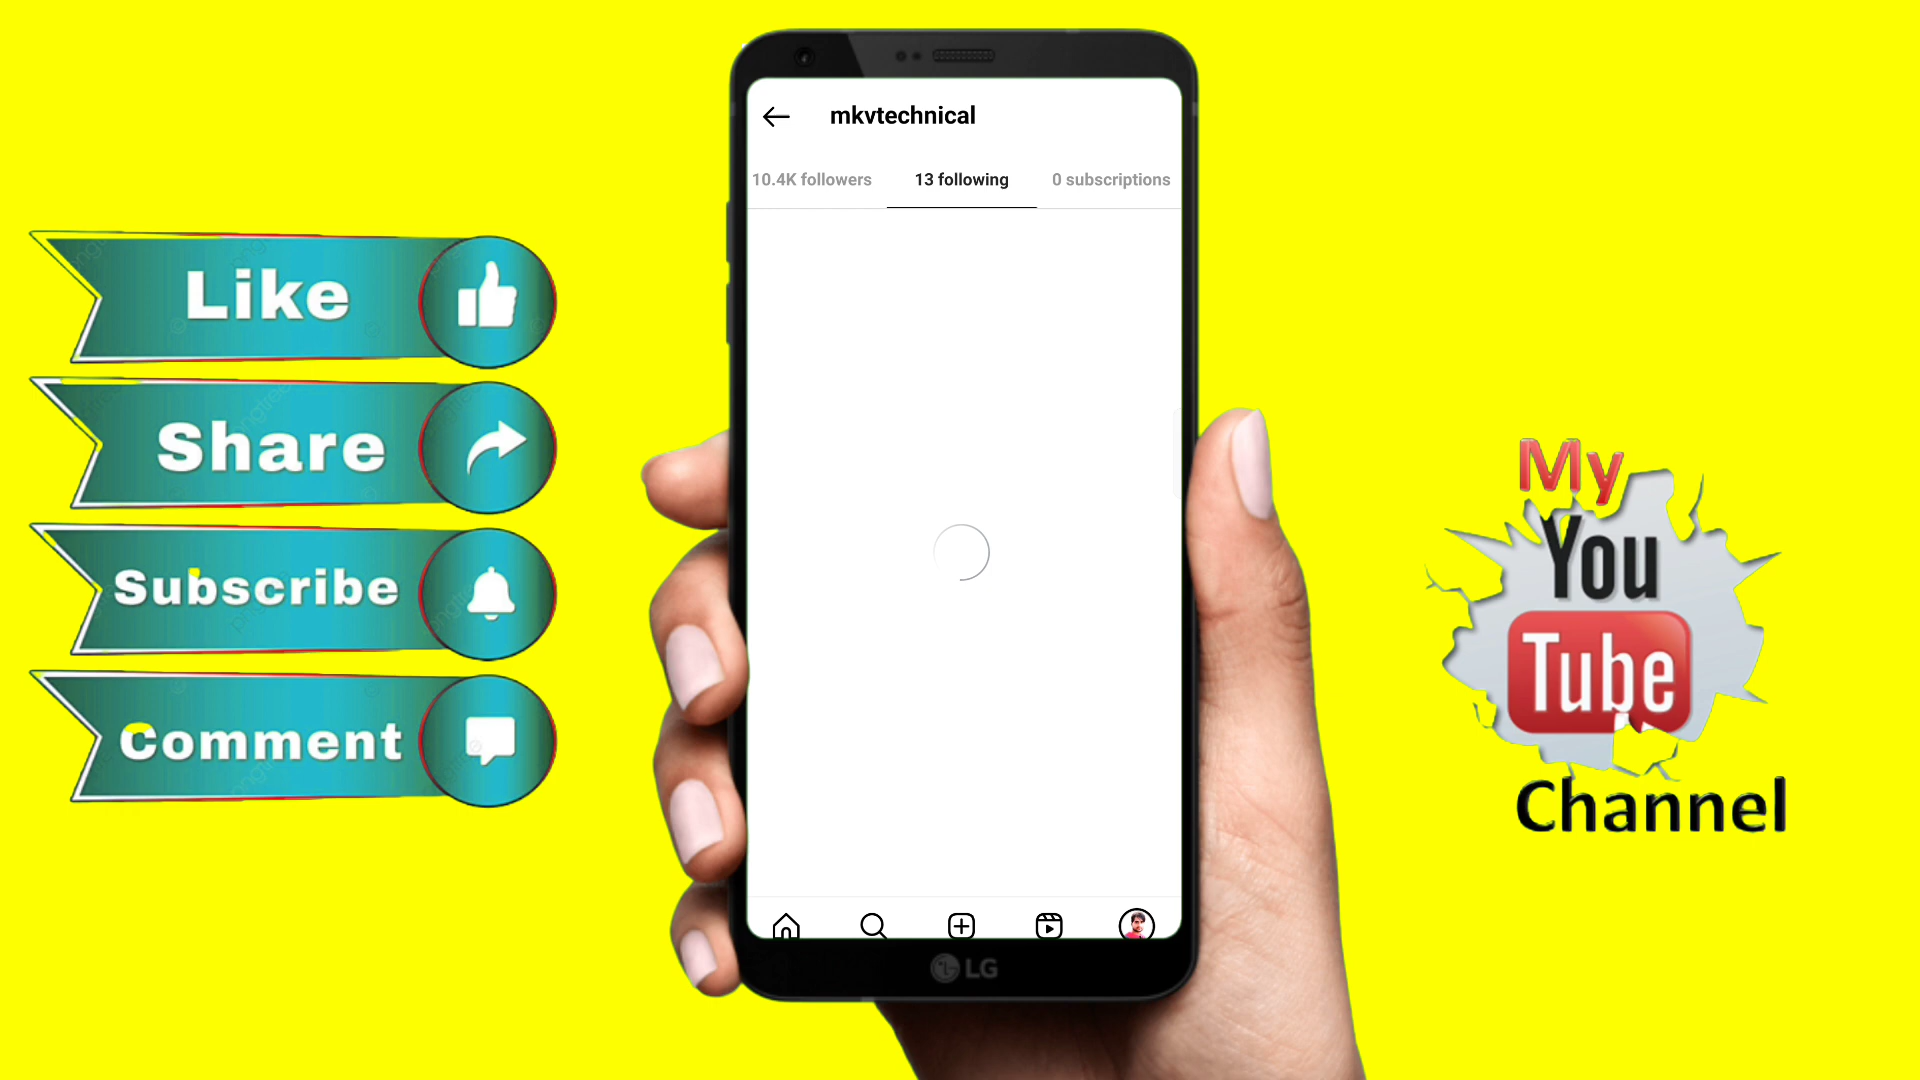 mkvtechnical
10.4K followers
13 following
0 subscriptions
Like
Share
Subscribe
Comment
My
You
Tube
Channel
LG